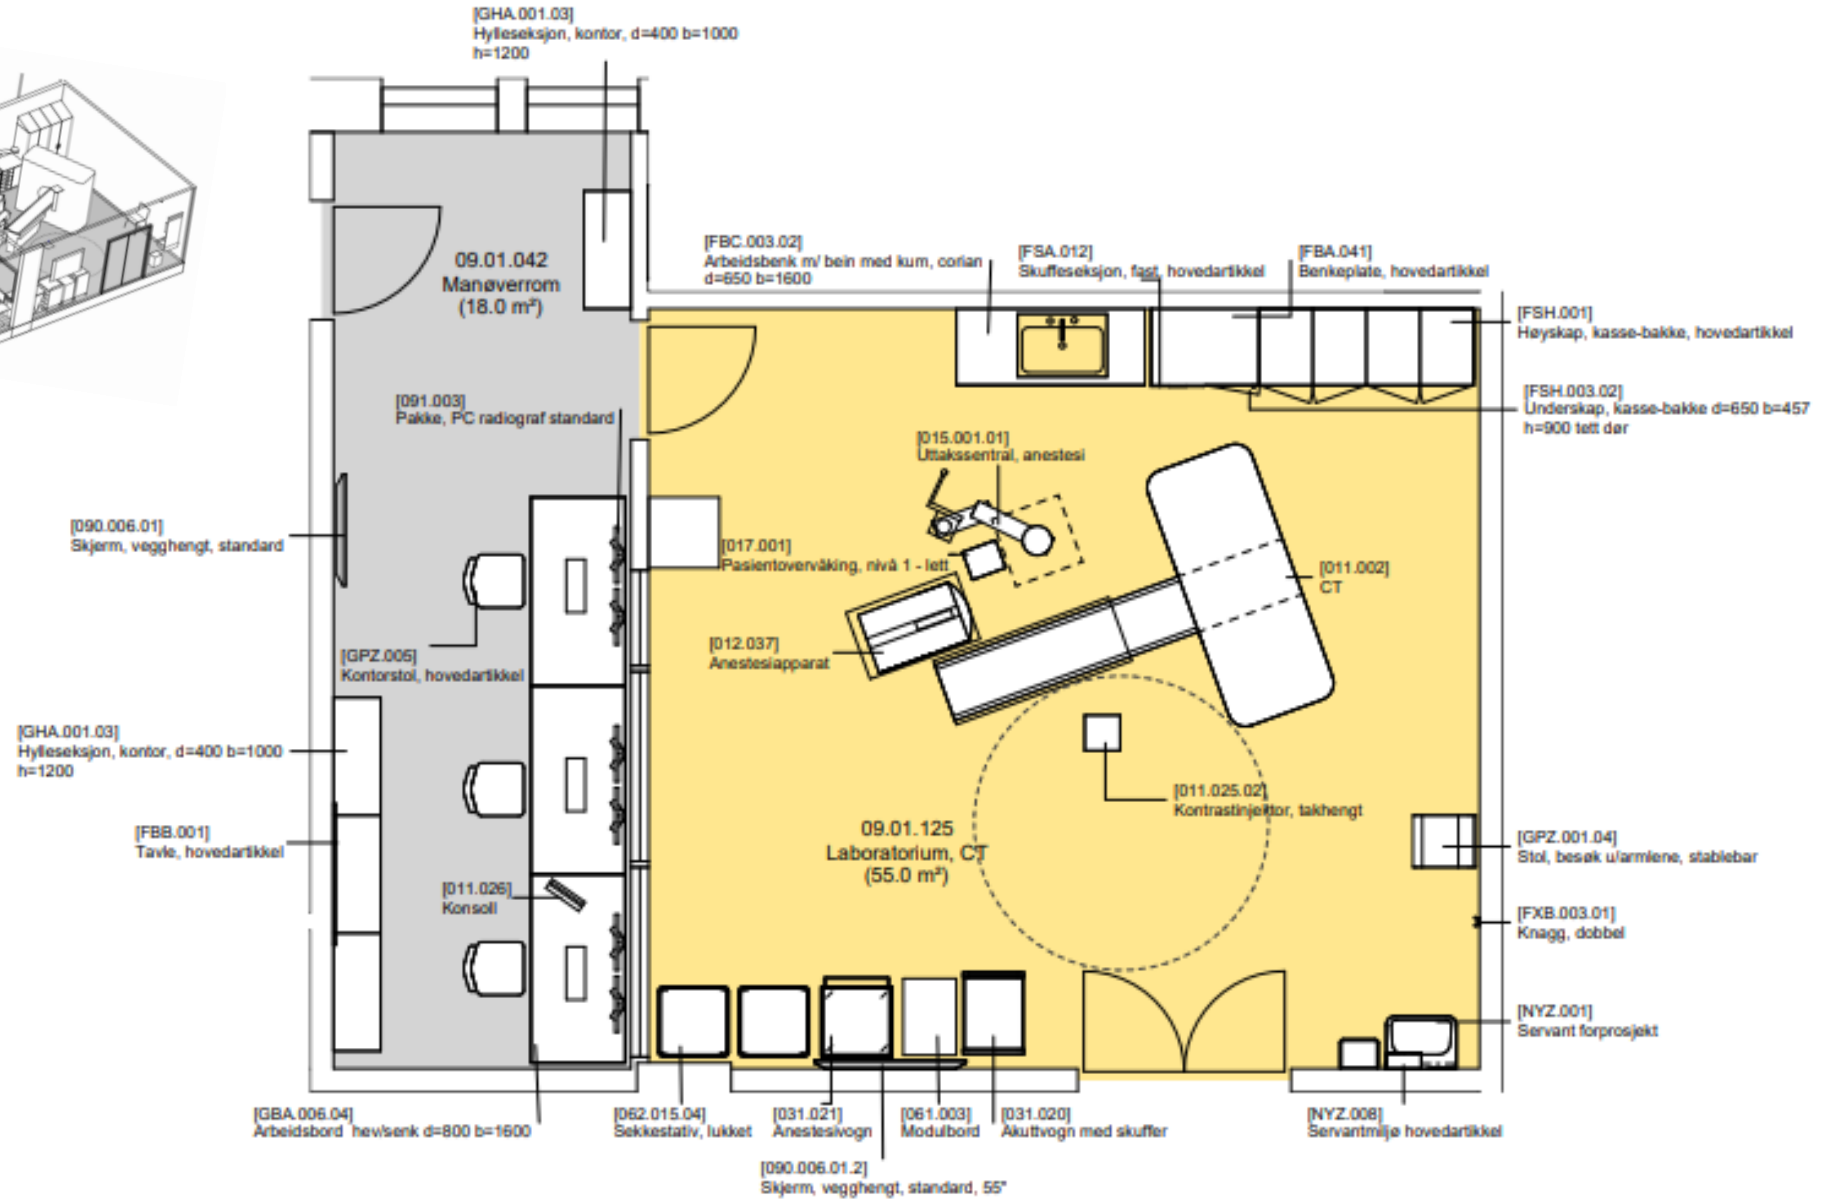 [GHA.001.03]
Hylleseksjon, kontor, d=400 b=1000
h=1200
09.01.042
Manøverrom
(18.0 m²)
[FBC.003.02]
Arbeidsbenk m/ bein med kum, corian
d=650 b=1600
[FSA.012]
Skuffeseksjon, fast, hovedartikkel
[FBA.041]
Benkeplate, hovedartikkel
[FSH.001]
Høyskap, kasse-bakke, hovedartikkel
[FSH.003.02]
Underskap, kasse-bakke d=650 b=457
h=900 tett dør
[091.003]
Pakke, PC radiograf standard
[015.001.01]
Uttakssentral, anestesi
[090.006.01]
Skjerm, vegghengt, standard
[017.001]
Pasientovervåking, nivå 1 - lett
[011.002]
CT
[012.037]
Anestesiapparat
[GPZ.005]
Kontorstol, hovedartikkel
[GHA.001.03]
Hylleseksjon, kontor, d=400 b=1000
h=1200
[011.025.02]
Kontrastinjektor, takhengt
[FBB.001]
Tavle, hovedartikkel
09.01.125
Laboratorium, CT
(55.0 m²)
[GPZ.001.04]
Stol, besøk u/armlene, stablebar
[011.026]
Konsoll
[FXB.003.01]
Knagg, dobbel
[NYZ.001]
Servant forprosjekt
[GBA.006.04]
Arbeidsbord hev/senk d=800 b=1600
[062.015.04]
Sekkestativ, lukket
[031.021]
Anestesivogn
[061.003]
Modulbord
[031.020]
Akuttvogn med skuffer
[NYZ.008]
Servantmiljø hovedartikkel
[090.006.01.2]
Skjerm, vegghengt, standard, 55"